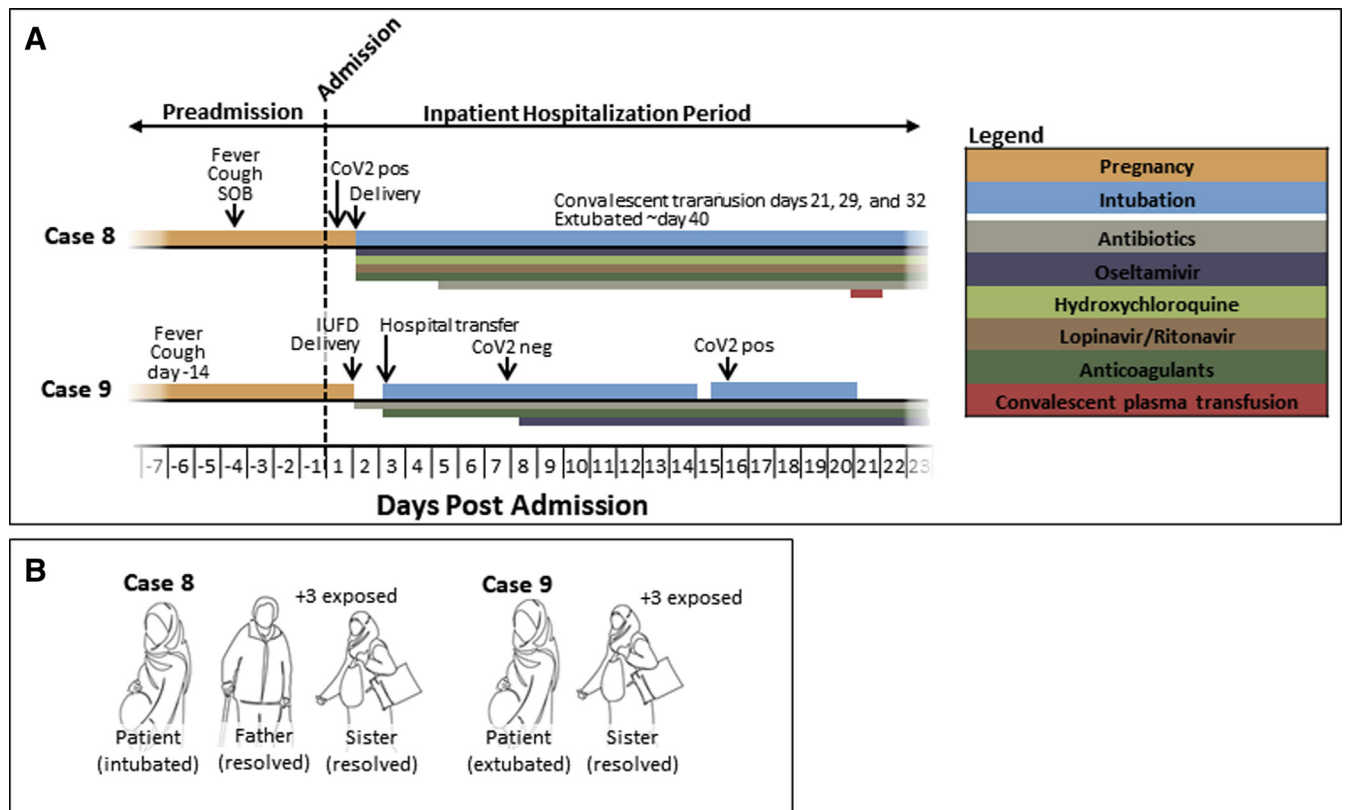 A
Admission
Preadmission
Inpatient Hospitalization Period
Fever
Cough
SOB
CoV2 pos
Delivery
Convalescent trarafusion days 21, 29, and 32
Extubated ~day 40
Case 8
Fever
Cough
day -14
IUFD
Delivery
Hospital transfer
CoV2 neg
CoV2 pos
Case 9
-7 -6 -5 -4 -3 -2 -1 1 2 3 4 5 6 7 8 9 10 11 12 13 14 15 16 17 18 19 20 21 22 23
Days Post Admission
Legend
Pregnancy
Intubation
Antibiotics
Oseltamivir
Hydroxychloroquine
Lopinavir/Ritonavir
Anticoagulants
Convalescent plasma transfusion
B
Case 8
+3 exposed
Patient
(intubated)
Father
(resolved)
Sister
(resolved)
Case 9
+3 exposed
Patient
(extubated)
Sister
(resolved)